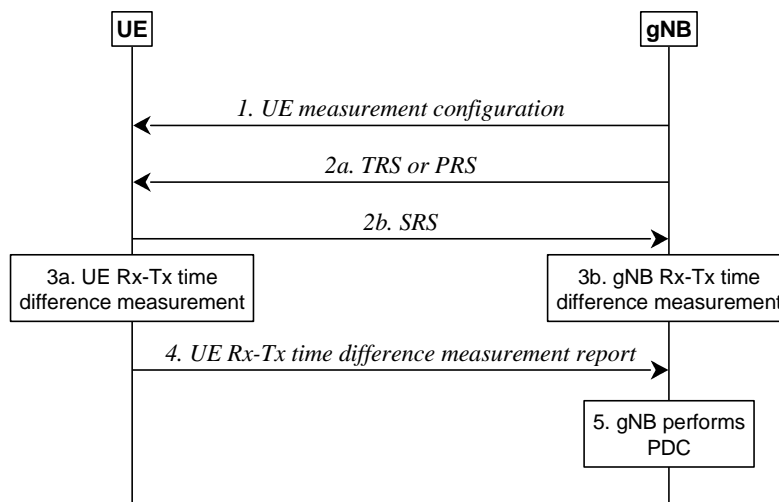 UE
gNB
1. UE measurement configuration
2a. TRS or PRS
2b. SRS
3a. UE Rx-Tx time
difference measurement
3b. gNB Rx-Tx time
difference measurement
4. UE Rx-Tx time difference measurement report
5. gNB performs
PDC